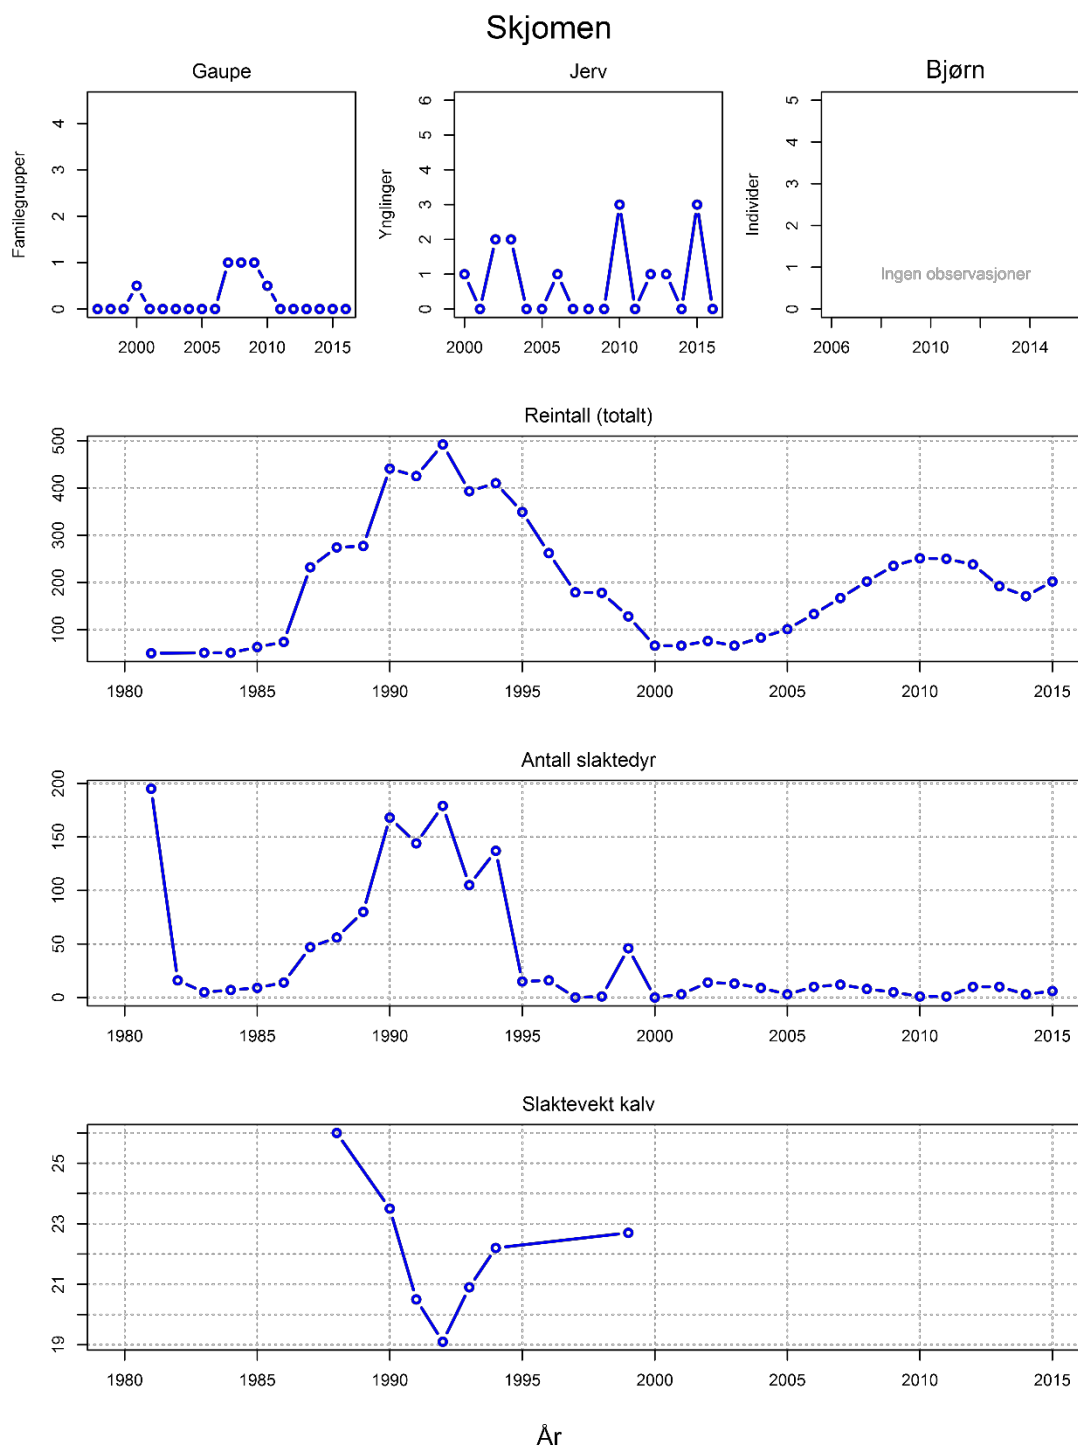 Skjomen
Gaupe
Jerv
Bjørn
Familegrupper
0 1 2 3 4
2000 2005 2010 2015
Ynglinger
0 1 2 3 4 5 6
2000 2005 2010 2015
Individer
0 1 2 3 4 5
Ingen observasjoner
2006 2010 2014
Reintall (totalt)
100 200 300 400 500
1980 1985 1990 1995 2000 2005 2010 2015
Antall slaktedyr
0 50 100 150 200
1980 1985 1990 1995 2000 2005 2010 2015
Slaktevekt kalv
19 21 23 25
1980 1985 1990 1995 2000 2005 2010 2015
År